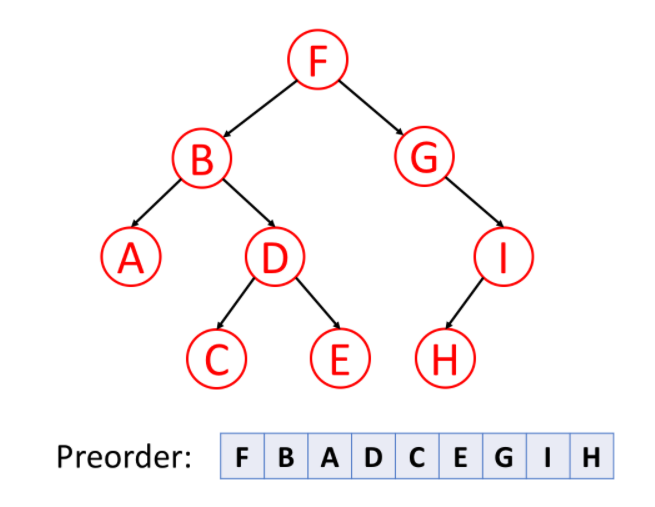 F
B G
A D I
C E H
Preorder: F B A D C E G I H